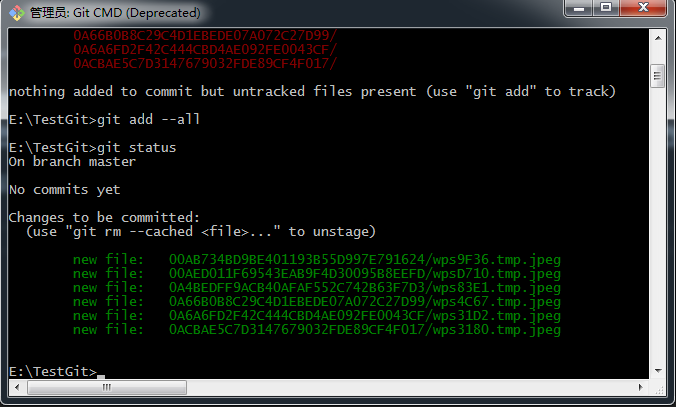 管理员: Git CMD (Deprecated)
0A66B0B8C29C4D1EBEDE07A072C27D99/
0A6A6FD2F42C444CBD4AE092FE0043CF/
0ACBAE5C7D3147679032FDE89CF4F017/
nothing added to commit but untracked files present (use "git add" to track)
E:\TestGit>git add --all
E:\TestGit>git status
On branch master
No commits yet
Changes to be committed:
(use "git rm --cached <file>..." to unstage)
new file: 00AB734BD9BE401193B55D997E791624/wps9F36.tmp.jpeg
new file: 00AED011F69543EAB9F4D30095B8EEFD/wpsD710.tmp.jpeg
new file: 0A4BEDFF9ACB40AFAF552C742B63F7D3/wps83E1.tmp.jpeg
new file: 0A66B0B8C29C4D1EBEDE07A072C27D99/wps4C67.tmp.jpeg
new file: 0A6A6FD2F42C444CBD4AE092FE0043CF/wps31D2.tmp.jpeg
new file: 0ACBAE5C7D3147679032FDE89CF4F017/wps3180.tmp.jpeg
E:\TestGit>